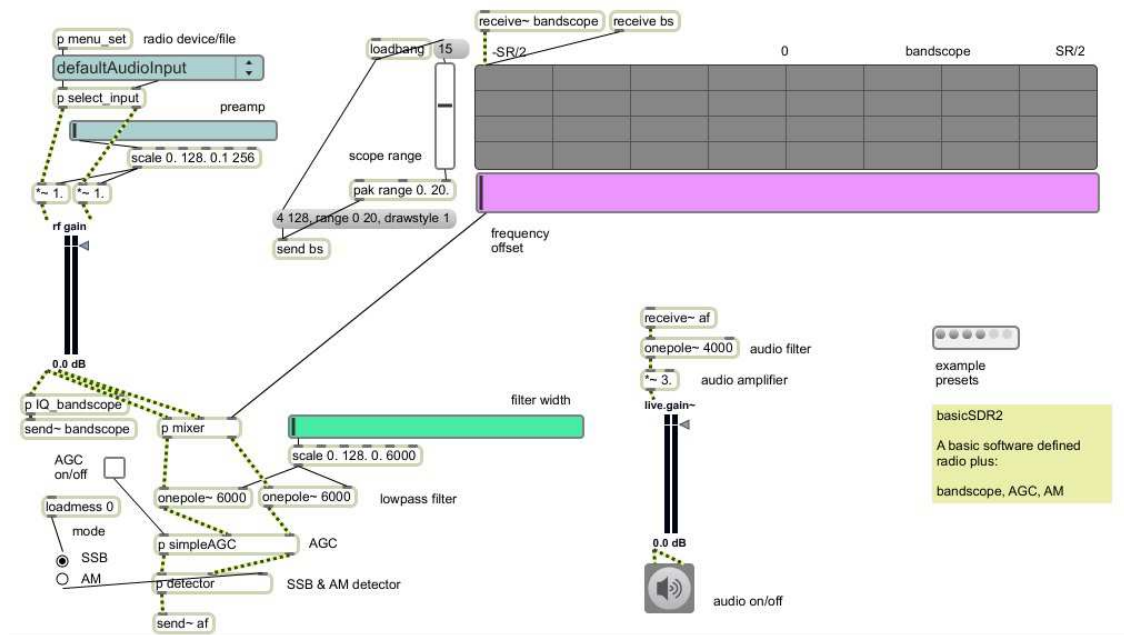 p menu_set
radio device/file
defaultAudioInput
p select_input
preamp
scale 0. 128. 0.1 256
*~ 1.
*~ 1.
rf gain
0.0 dB
p IQ_bandscope
send~ bandscope
AGC
on/off
loadmess 0
mode
SSB
AM
loadbang
15
scope range
pak range 0. 20.
4 128, range 0 20, drawstyle 1
send bs
receive~ bandscope
receive bs
-SR/2
0
bandscope
SR/2
frequency
offset
p mixer
filter width
scale 0. 128. 0. 6000
onepole~ 6000
onepole~ 6000
lowpass filter
p simpleAGC
AGC
p detector
SSB & AM detector
send~ af
receive~ af
onepole~ 4000
audio filter
*~ 3.
audio amplifier
live.gain~
0.0 dB
audio on/off
example
presets
basicSDR2
A basic software defined
radio plus:
bandscope, AGC, AM